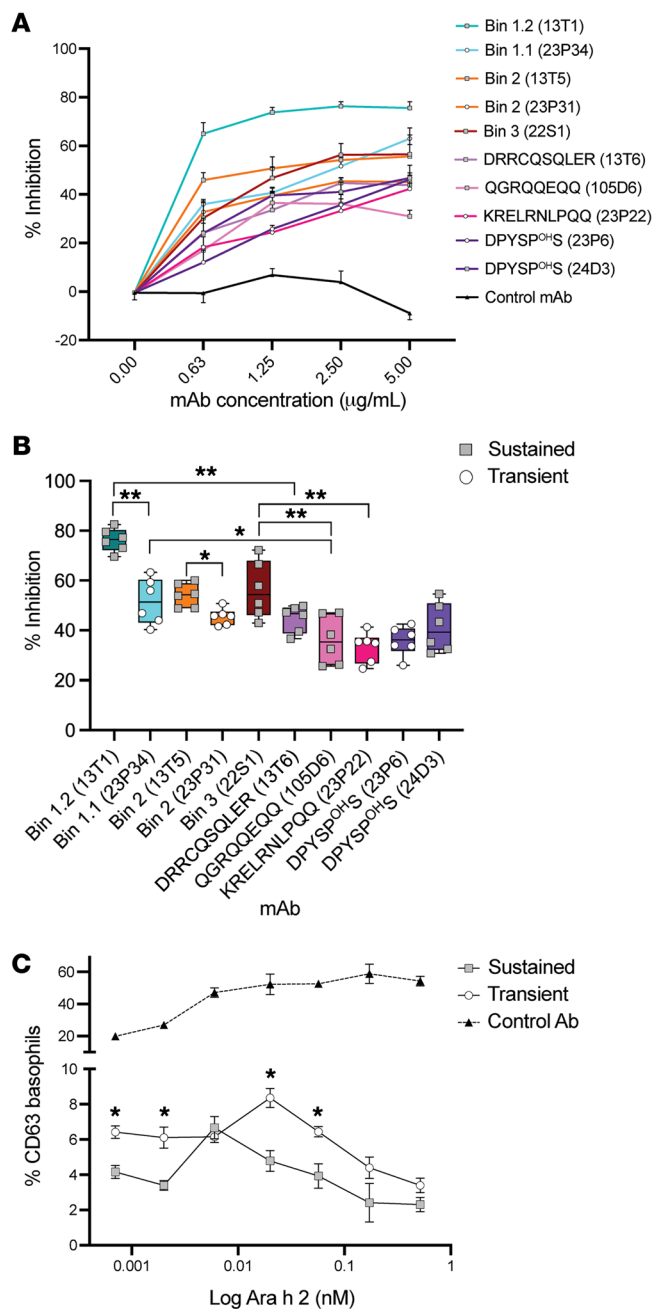 A
100
80
60
40
20
0
-20
% Inhibition
0.00
0.63
1.25
2.50
5.00
mAb concentration (μg/mL)
Bin 1.2 (13T1)
Bin 1.1 (23P34)
Bin 2 (13T5)
Bin 2 (23P31)
Bin 3 (22S1)
DRRCQSQLER (13T6)
QGRQQEQQ (105D6)
KRELRNLPQQ (23P22)
DPYSPᴼᴴS (23P6)
DPYSPᴼᴴS (24D3)
Control mAb
B
Sustained
Transient
100
80
60
40
20
0
% Inhibition
**
**
**
**
*
*
Bin 1.2 (13T1)
Bin 1.1 (23P34)
Bin 2 (13T5)
Bin 2 (23P31)
Bin 3 (22S1)
DRRCQSQLER (13T6)
QGRQQEQQ (105D6)
KRELRNLPQQ (23P22)
DPYSPᴼᴴS (23P6)
DPYSPᴼᴴS (24D3)
mAb
C
Sustained
Transient
Control Ab
60
40
20
10
8
6
4
2
0
% CD63 basophils
* * * *
0.001
0.01
0.1
1
Log Ara h 2 (nM)